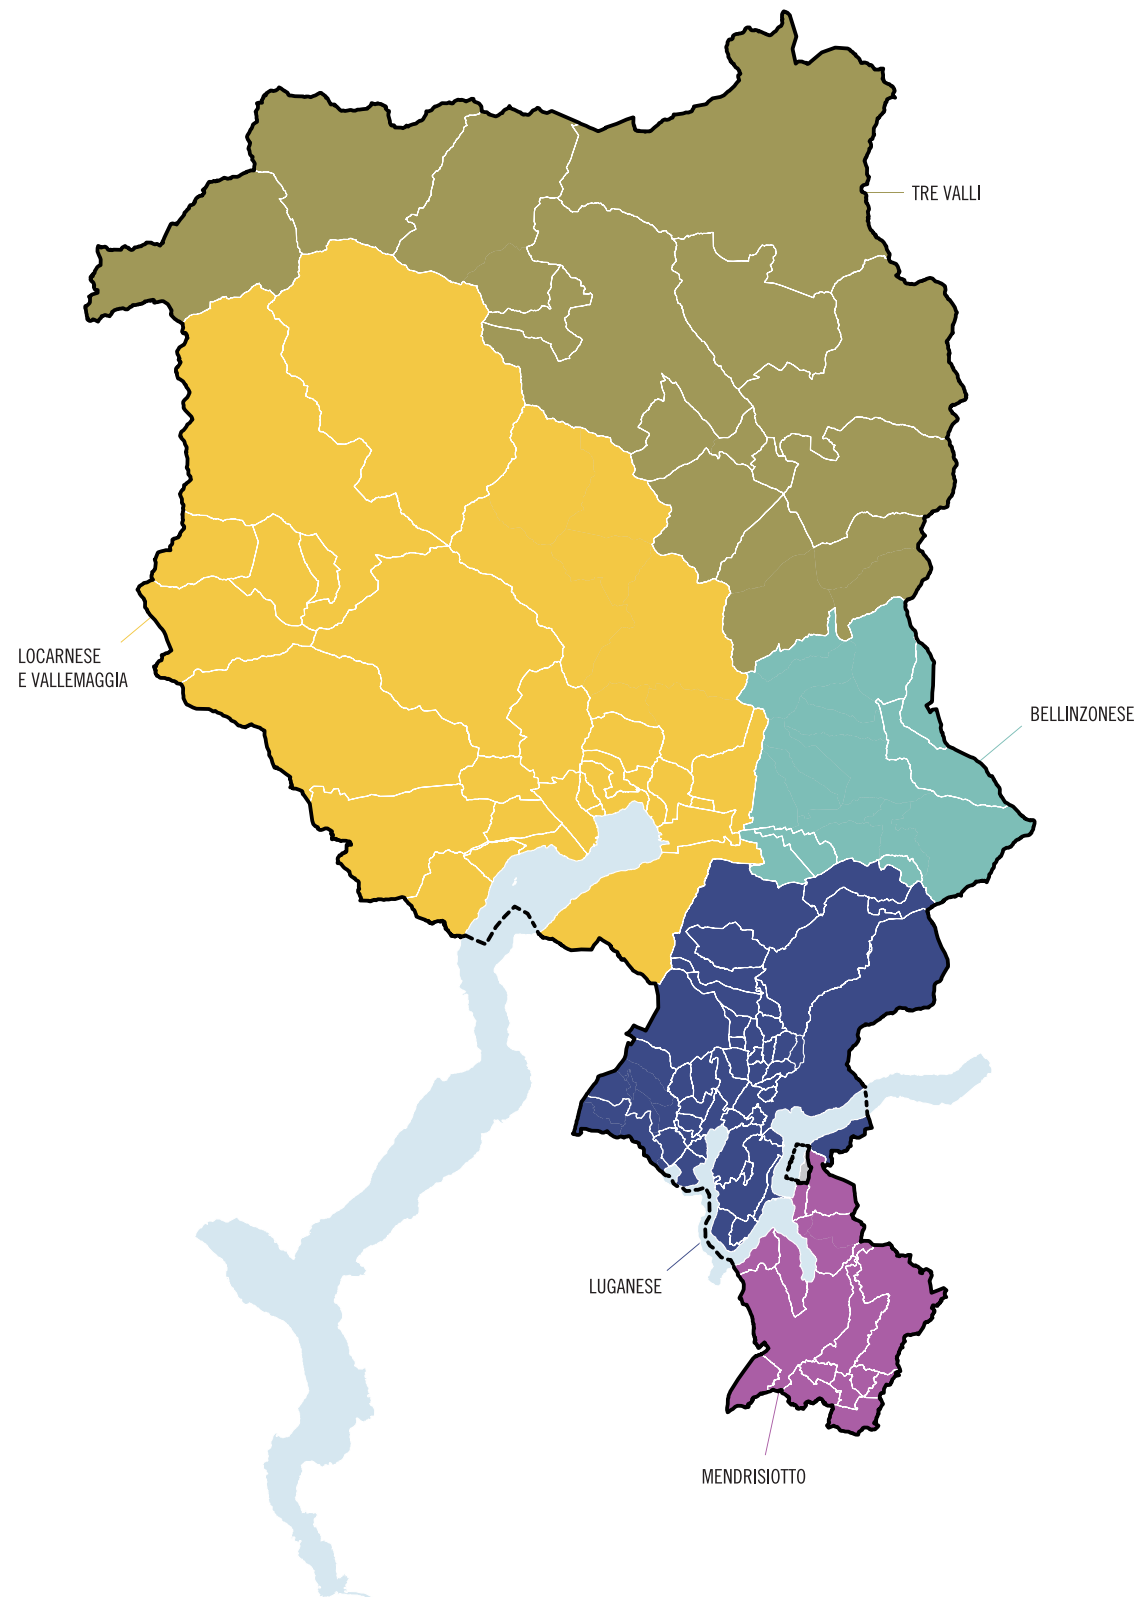 TRE VALLI
LOCARNESE
E VALLEMAGGIA
BELLINZONESE
LUGANESE
MENDRISIOTTO